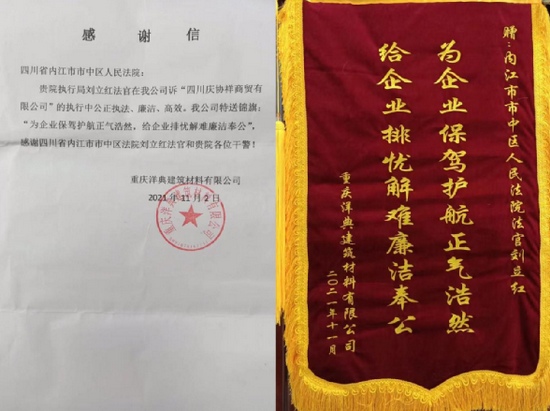 感谢信
四川省内江市市中区人民法院:
贵院执行局刘立红法官在我公司诉“四川庆协祥商贸有
限公司”的执行中公正执法、廉洁、高效。我公司特送锦旗:
“为企业保驾护航正气浩然,给企业排忧解难廉洁奉公”,
感谢四川省内江市市中区法院刘立红法官和贵院各位干警!
重庆洋典建筑材料有限公司
2021年11月2日
赠:内江市市中区人民法院法官刘立红
为企业保驾护航正气浩然
给企业排忧解难廉洁奉公
重庆洋典建筑材料有限公司
二〇二一年十一月